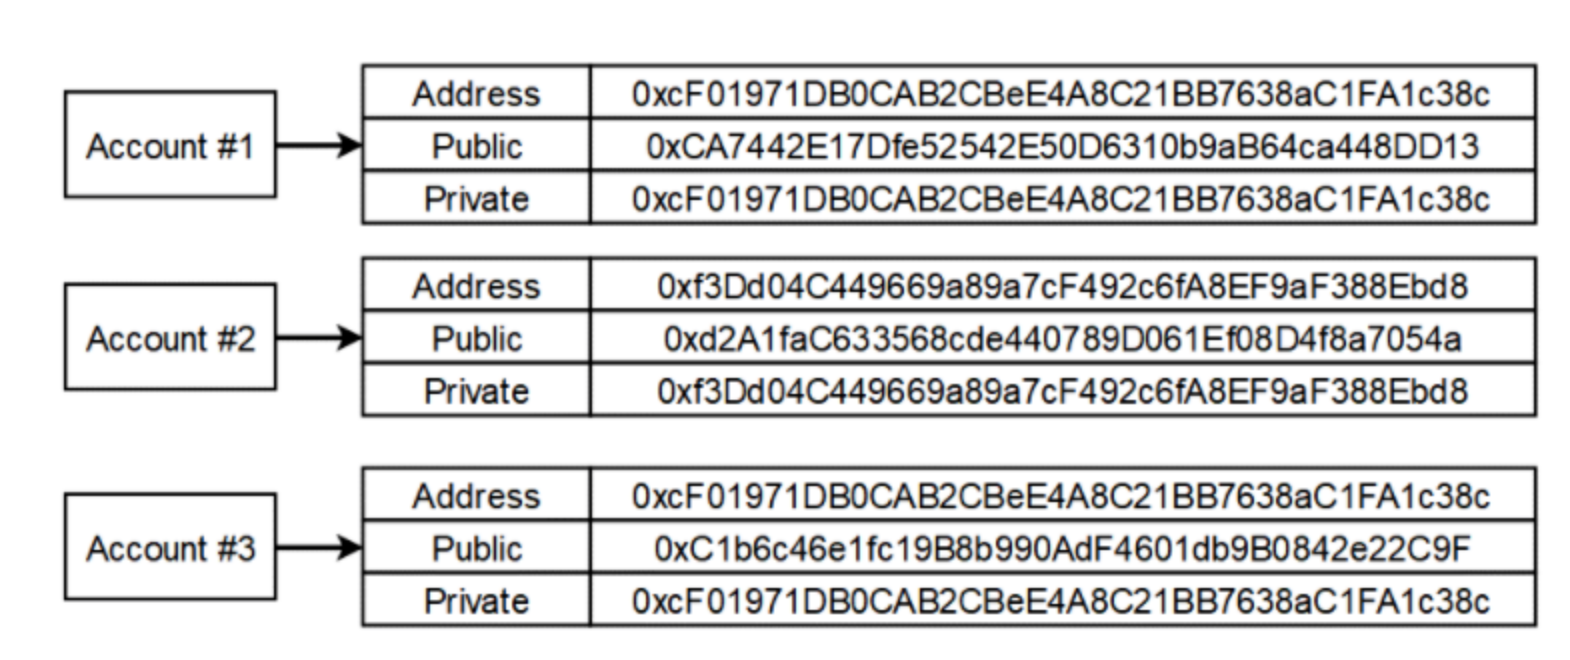 Address 0xcF01971DB0CAB2CBeE4A8C21BB7638aC1FA1c38c
Account #1 Public 0xCA7442E17Dfe52542E50D6310b9aB64ca448DD13
Private 0xcF01971DB0CAB2CBeE4A8C21BB7638aC1FA1c38c
Address 0xf3Dd04C449669a89a7cF492c6fA8EF9aF388Ebd8
Account #2 Public 0xd2A1faC633568cde440789D061Ef08D4f8a7054a
Private 0xf3Dd04C449669a89a7cF492c6fA8EF9aF388Ebd8
Address 0xcF01971DB0CAB2CBeE4A8C21BB7638aC1FA1c38c
Account #3 Public 0xC1b6c46e1fc19B8b990AdF4601db9B0842e22C9F
Private 0xcF01971DB0CAB2CBeE4A8C21BB7638aC1FA1c38c